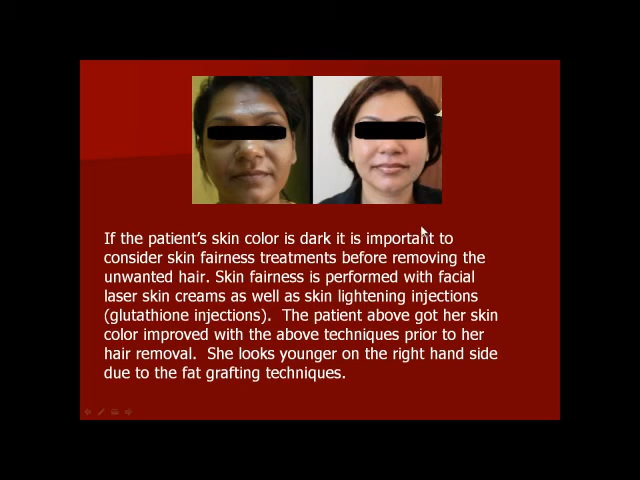 If the patient’s skin color is dark it is important to
consider skin fairness treatments before removing the
unwanted hair. Skin fairness is performed with facial
laser skin creams as well as skin lightening injections
(glutathione injections).  The patient above got her skin
color improved with the above techniques prior to her
hair removal.  She looks younger on the right hand side
due to the fat grafting techniques.